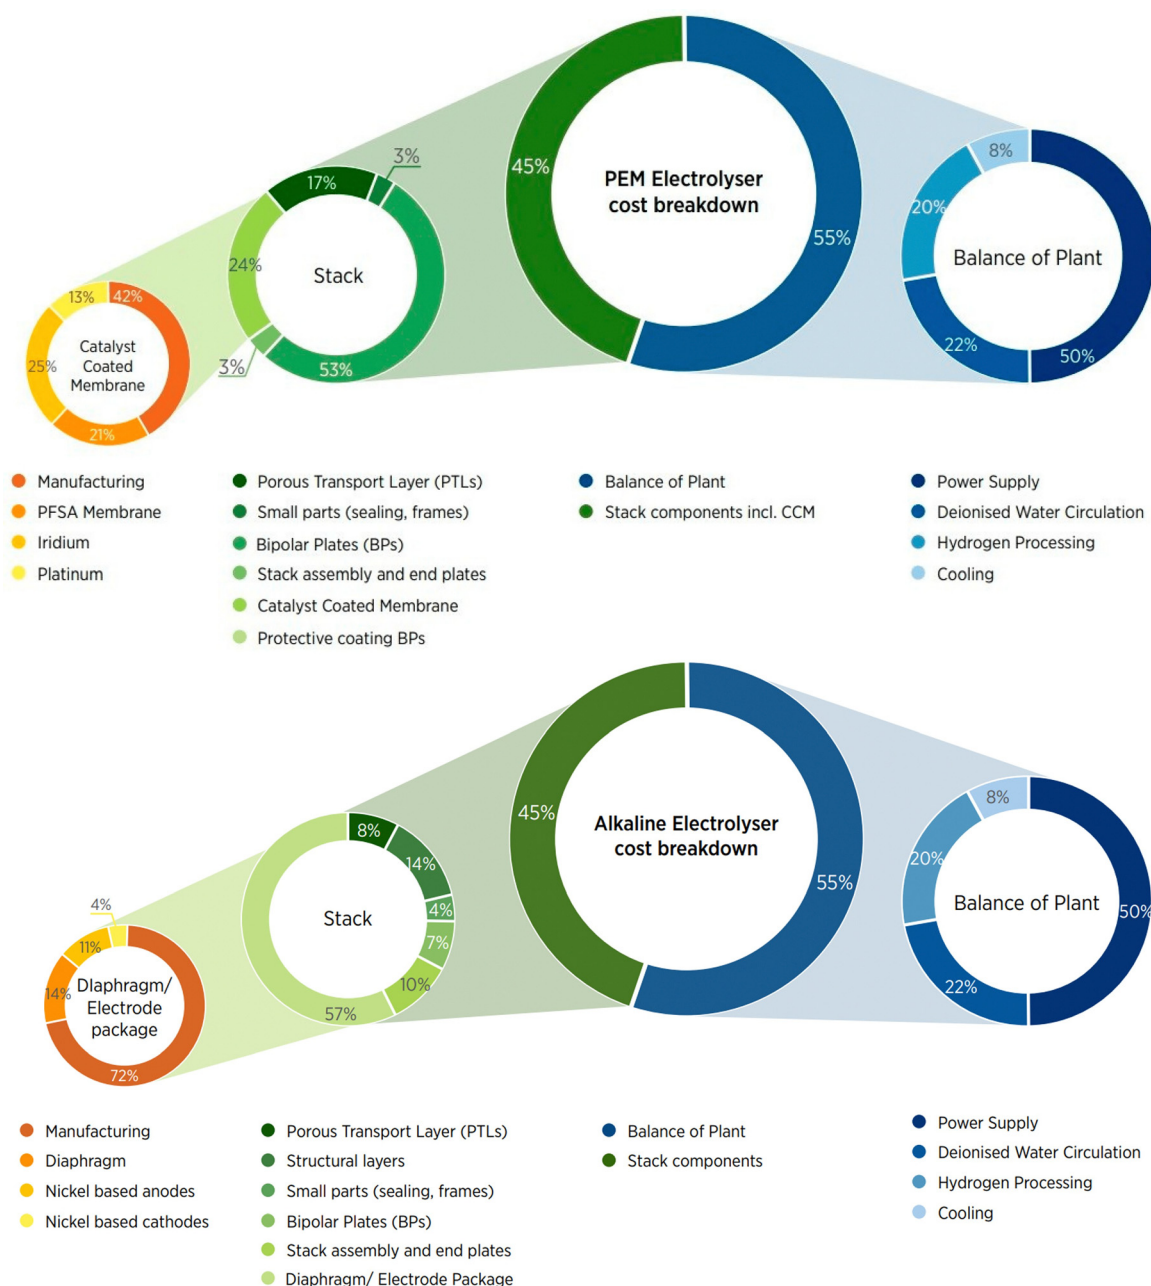 3%
17%
24%
Stack
3%
53%
45%
PEM Electrolyser
cost breakdown
55%
8%
20%
Balance of Plant
22%
50%
13%
42%
25%
Catalyst
Coated
Membrane
21%
Manufacturing
PFSA Membrane
Iridium
Platinum
Porous Transport Layer (PTLs)
Small parts (sealing, frames)
Bipolar Plates (BPs)
Stack assembly and end plates
Catalyst Coated Membrane
Protective coating BPs
Balance of Plant
Stack components incl. CCM
Power Supply
Deionised Water Circulation
Hydrogen Processing
Cooling
4%
11%
14%
DIaphragm/
Electrode
package
72%
8%
14%
4%
7%
10%
57%
Stack
45%
Alkaline Electrolyser
cost breakdown
55%
8%
20%
Balance of Plant
50%
22%
Manufacturing
Diaphragm
Nickel based anodes
Nickel based cathodes
Porous Transport Layer (PTLs)
Structural layers
Small parts (sealing, frames)
Bipolar Plates (BPs)
Stack assembly and end plates
Diaphragm/ Electrode Package
Balance of Plant
Stack components
Power Supply
Deionised Water Circulation
Hydrogen Processing
Cooling